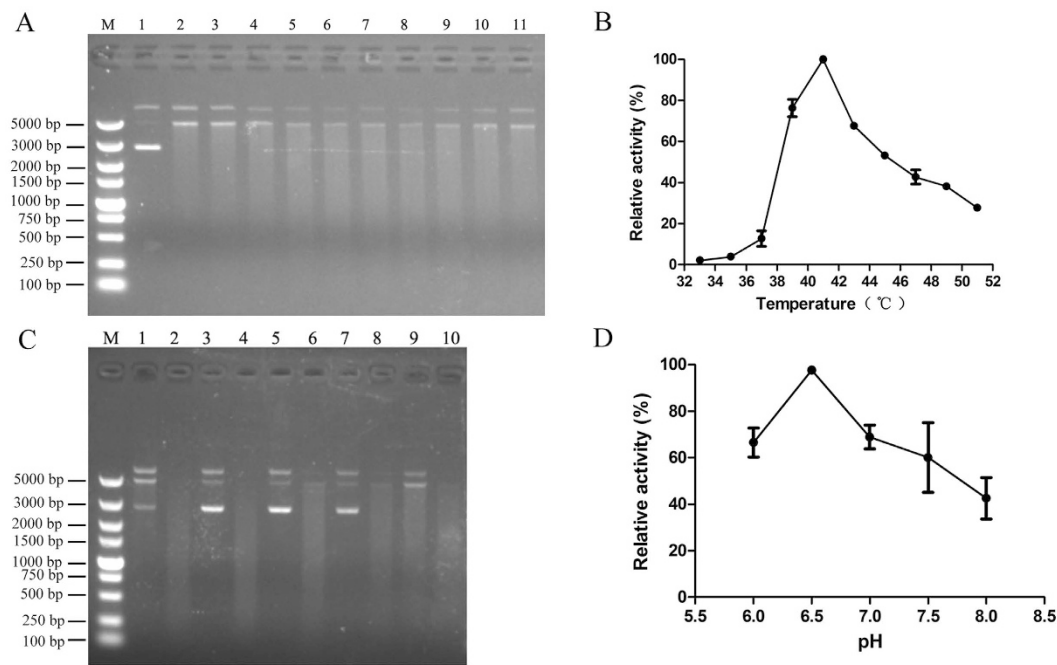 A
M 1 2 3 4 5 6 7 8 9 10 11
5000 bp
3000 bp
2000 bp
1500 bp
1000 bp
750 bp
500 bp
250 bp
100 bp
B
Relative activity (%)
100
80
60
40
20
0
32 34 36 38 40 42 44 46 48 50 52
Temperature（℃）
C
M 1 2 3 4 5 6 7 8 9 10
5000 bp
3000 bp
2000 bp
1500 bp
1000 bp
750 bp
500 bp
250 bp
100 bp
D
Relative activity (%)
100
80
60
40
20
0
5.5 6.0 6.5 7.0 7.5 8.0 8.5
pH